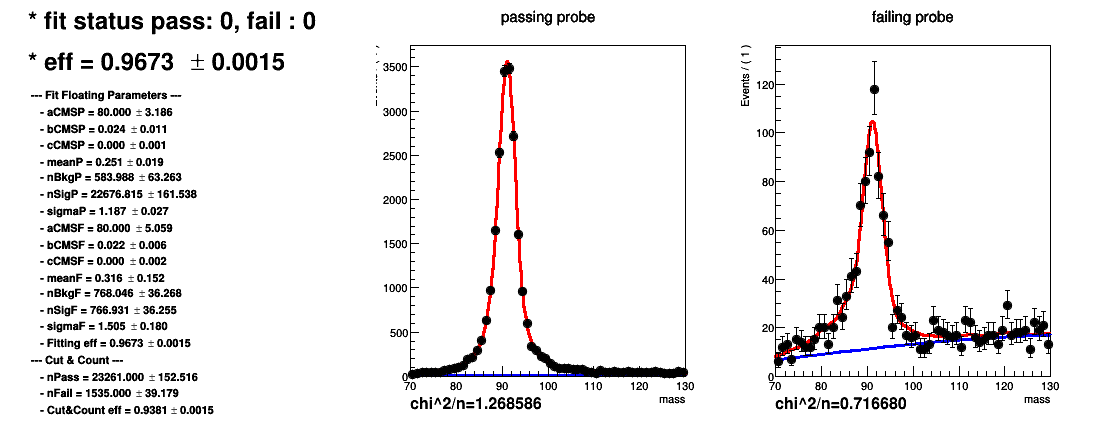 * fit status pass: 0, fail : 0
* eff = 0.9673 ± 0.0015
--- Fit Floating Parameters ---
- aCMSP = 80.000 ± 3.186
- bCMSP = 0.024 ± 0.011
- cCMSP = 0.000 ± 0.001
- meanP = 0.251 ± 0.019
- nBkgP = 583.988 ± 63.263
- nSigP = 22676.815 ± 161.538
- sigmaP = 1.187 ± 0.027
- aCMSF = 80.000 ± 5.059
- bCMSF = 0.022 ± 0.006
- cCMSF = 0.000 ± 0.002
- meanF = 0.316 ± 0.152
- nBkgF = 768.046 ± 36.268
- nSigF = 766.931 ± 36.255
- sigmaF = 1.505 ± 0.180
- Fitting eff = 0.9673 ± 0.0015
--- Cut & Count ---
- nPass = 23261.000 ± 152.516
- nFail = 1535.000 ± 39.179
- Cut&Count eff = 0.9381 ± 0.0015
passing probe
3500
3000
2500
2000
1500
1000
500
0
70 80 90 100 110 120 130
mass
chi^2/n=1.268586
failing probe
Events / ( 1 )
120
100
80
60
40
20
0
70 80 90 100 110 120 130
mass
chi^2/n=0.716680